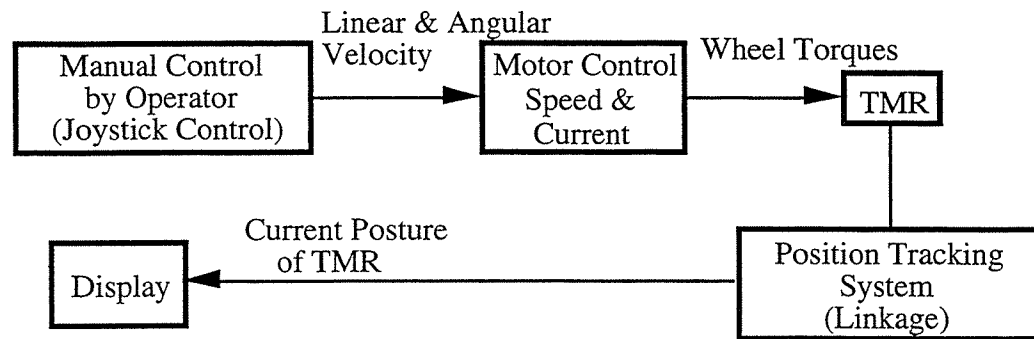 Manual Control
by Operator
(Joystick Control)
Linear & Angular
Velocity
Motor Control
Speed &
Current
Wheel Torques
TMR
Position Tracking
System
(Linkage)
Current Posture
of TMR
Display